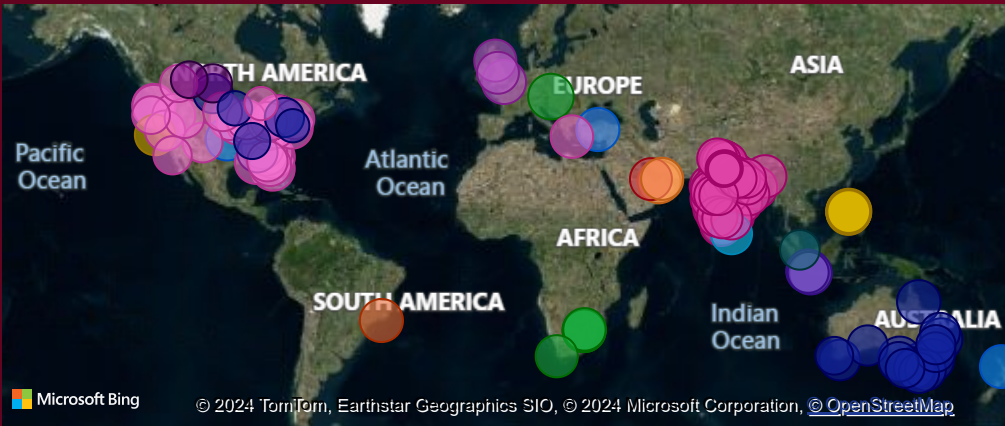 NORTH AMERICA
ASIA
EUROPE
Pacific
Ocean
Atlantic
Ocean
AFRICA
SOUTH AMERICA
Indian
Ocean
AUSTRALIA
Microsoft Bing
© 2024 TomTom, Earthstar Geographics SIO, © 2024 Microsoft Corporation, © OpenStreetMap